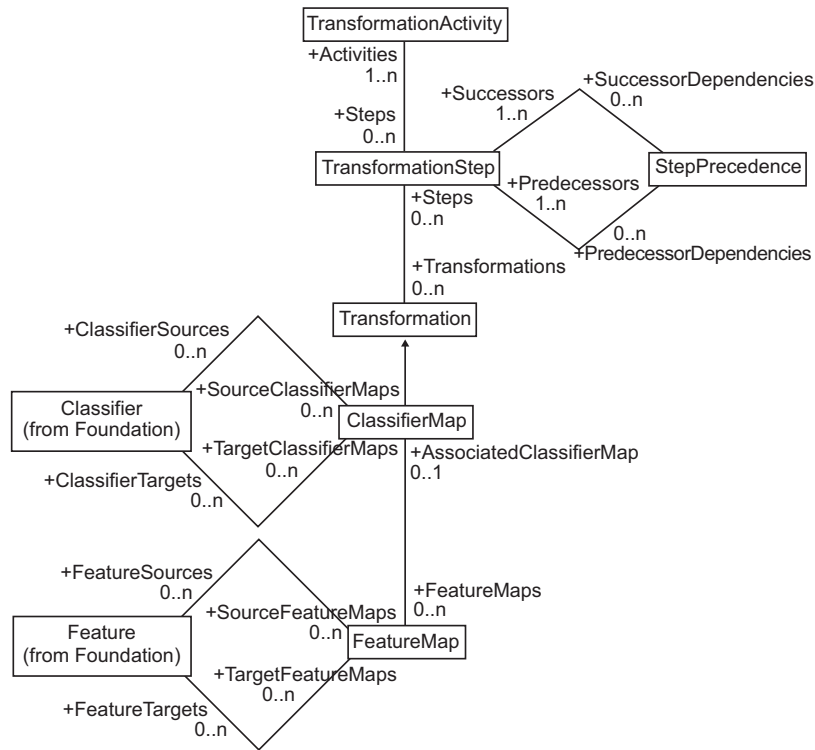 TransformationActivity
+Activities
1..n
+SuccessorDependencies
0..n
+Successors
1..n
+Steps
0..n
TransformationStep
StepPrecedence
+Predecessors
1..n
+Steps
0..n
0..n
+PredecessorDependencies
+Transformations
0..n
Transformation
+ClassifierSources
0..n
+SourceClassifierMaps
0..n
Classifier
(from Foundation)
ClassifierMap
+TargetClassifierMaps
0..n
+AssociatedClassifierMap
0..1
+ClassifierTargets
0..n
+FeatureSources
0..n
+FeatureMaps
0..n
+SourceFeatureMaps
0..n
Feature
(from Foundation)
FeatureMap
+TargetFeatureMaps
0..n
+FeatureTargets
0..n